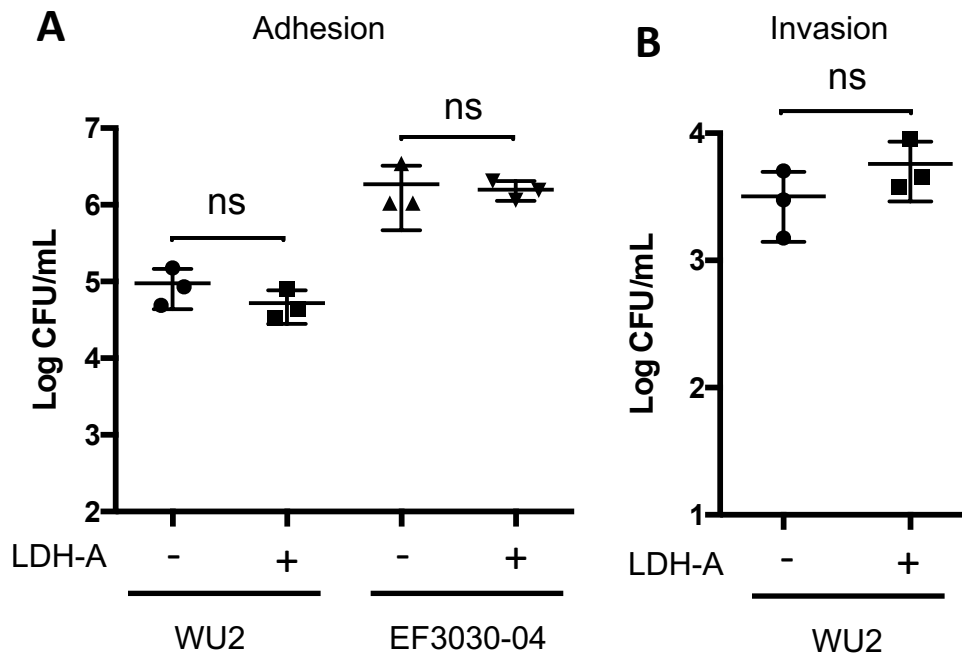 A
Adhesion
ns
ns
7
6
5
4
3
2
Log CFU/mL
LDH-A - + - +
WU2 EF3030-04
B
Invasion
ns
4
3
2
1
Log CFU/mL
LDH-A - +
WU2